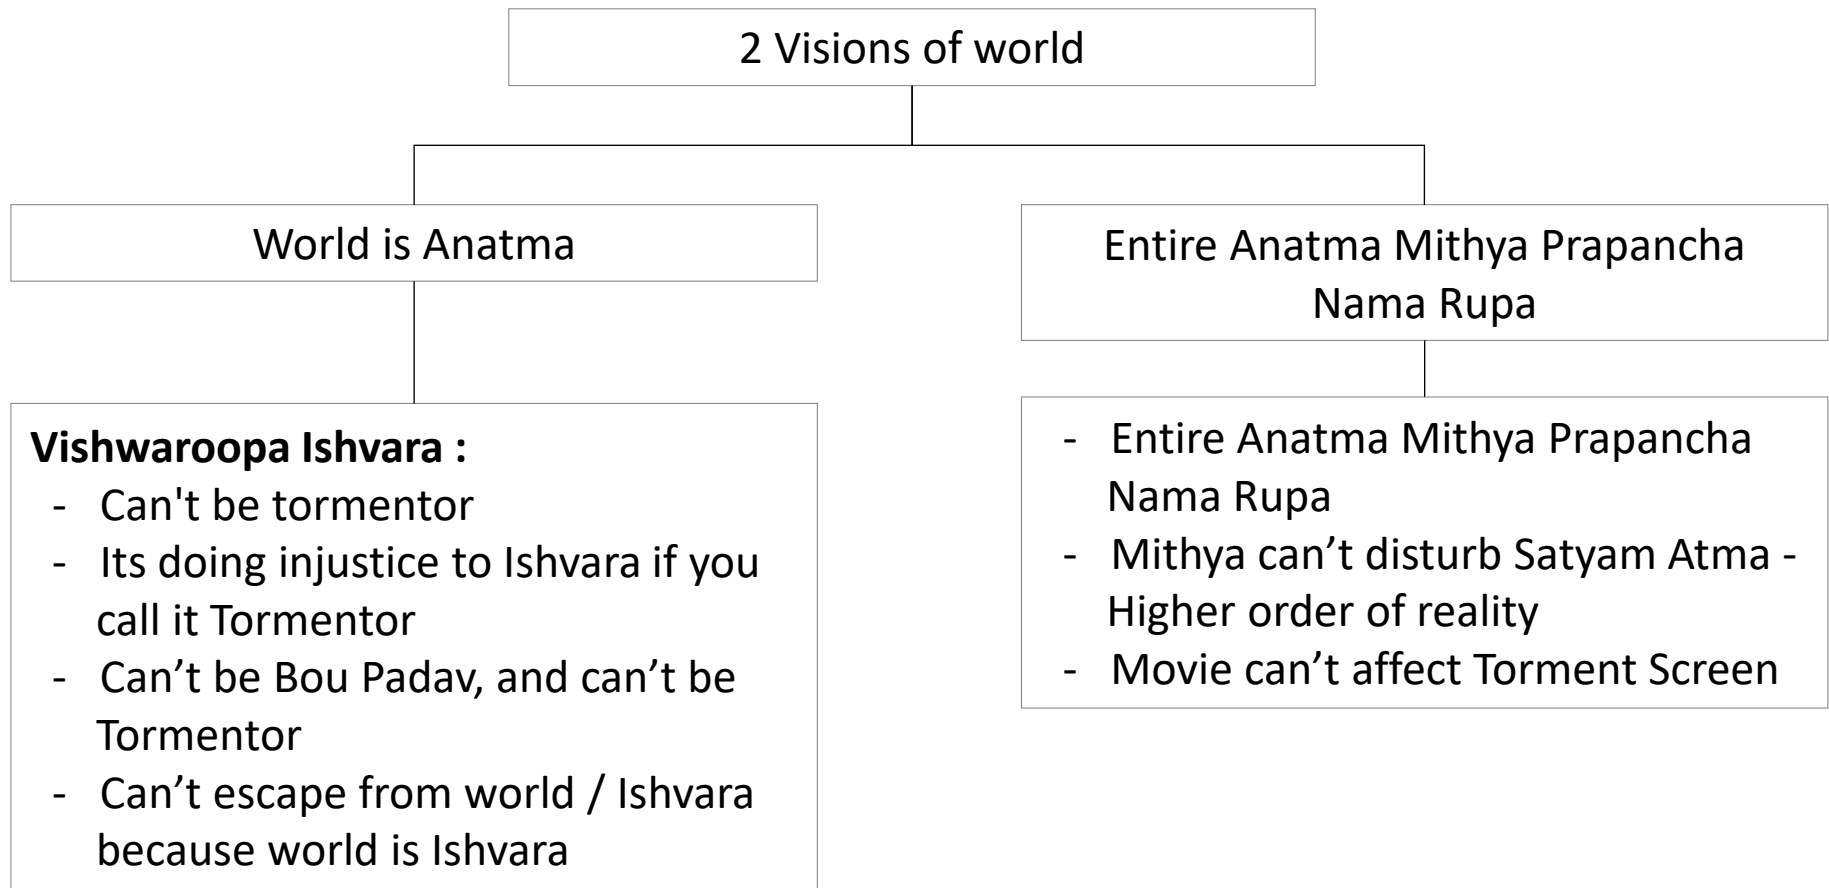 2 Visions of world
World is Anatma
Vishwaroopa Ishvara :
- Can't be tormentor
- Its doing injustice to Ishvara if you
call it Tormentor
- Can’t be Bou Padav, and can’t be
Tormentor
- Can’t escape from world / Ishvara
because world is Ishvara
Entire Anatma Mithya Prapancha
Nama Rupa
- Entire Anatma Mithya Prapancha
Nama Rupa
- Mithya can’t disturb Satyam Atma -
Higher order of reality
- Movie can’t affect Torment Screen